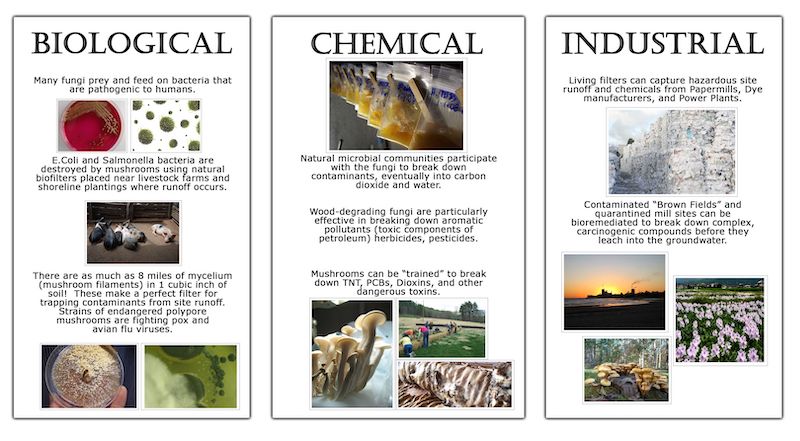 BIOLOGICAL
Many fungi prey and feed on bacteria that
are pathogenic to humans.
E.Coli and Salmonella bacteria are
destroyed by mushrooms using natural
biofilters placed near livestock farms and
shoreline plantings where runoff occurs.
There are as much as 8 miles of mycelium
(mushroom filaments) in 1 cubic inch of
soil!  These make a perfect filter for
trapping contaminants from site runoff.
Strains of endangered polypore
mushrooms are fighting pox and
avian flu viruses.
CHEMICAL
Natural microbial communities participate
with the fungi to break down
contaminants, eventually into carbon
dioxide and water.
Wood-degrading fungi are particularly
effective in breaking down aromatic
pollutants (toxic components of
petroleum) herbicides, pesticides.
Mushrooms can be “trained” to break
down TNT, PCBs, Dioxins, and other
dangerous toxins.
INDUSTRIAL
Living filters can capture hazardous site
runoff and chemicals from Papermills, Dye
manufacturers, and Power Plants.
Contaminated “Brown Fields” and
quarantined mill sites can be
bioremediated to break down complex,
carcinogenic compounds before they
leach into the groundwater.